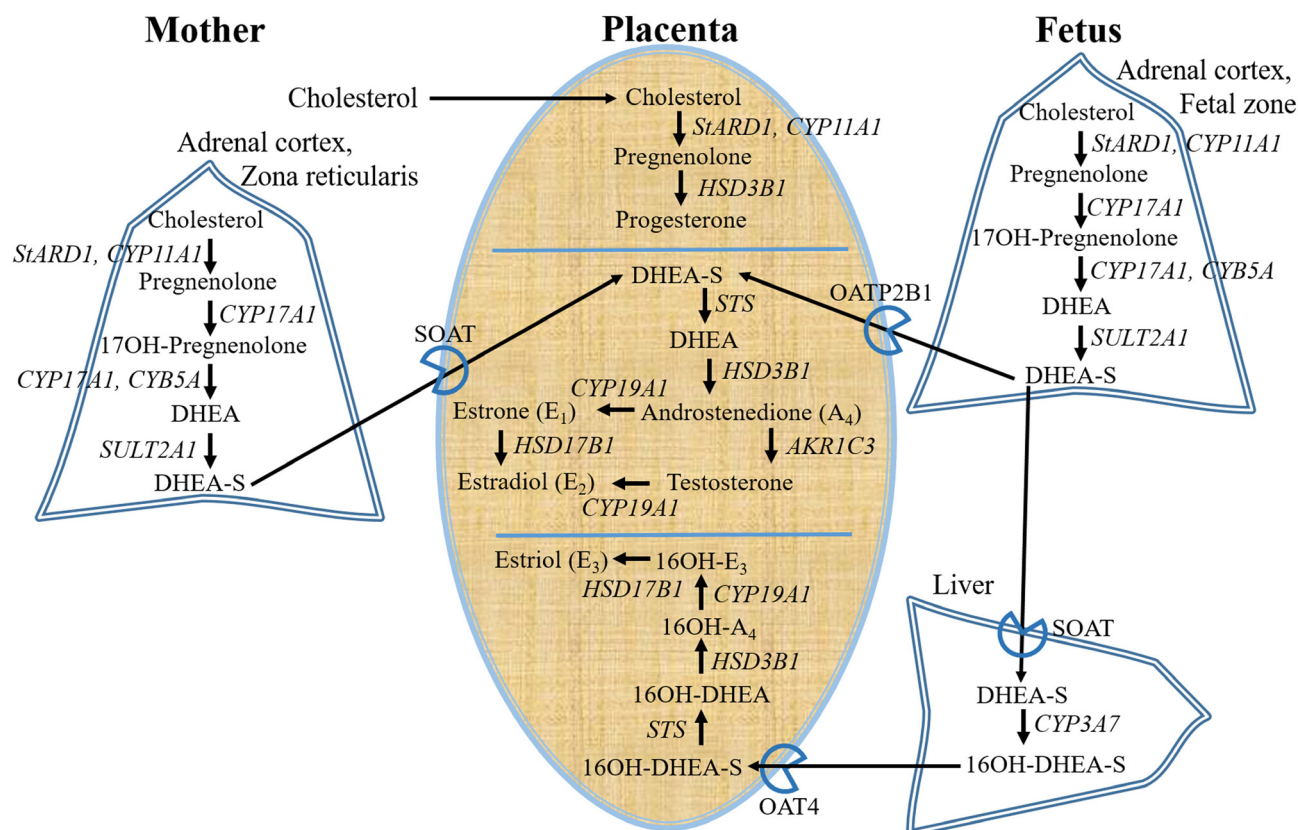 Mother
Placenta
Fetus
Adrenal cortex,
Zona reticularis
Cholesterol
StARD1, CYP11A1
Pregnenolone
CYP17A1
17OH-Pregnenolone
CYP17A1, CYB5A
DHEA
SULT2A1
DHEA-S
Cholesterol
SOAT
Cholesterol
StARD1, CYP11A1
Pregnenolone
HSD3B1
Progesterone
DHEA-S
STS
DHEA
HSD3B1
CYP19A1
Estrone (E₁)
Androstenedione (A₄)
HSD17B1
AKR1C3
Estradiol (E₂)
Testosterone
CYP19A1
Estriol (E₃)
16OH-E₃
HSD17B1
CYP19A1
16OH-A₄
HSD3B1
16OH-DHEA
STS
16OH-DHEA-S
OATP2B1
OAT4
Adrenal cortex,
Fetal zone
Cholesterol
StARD1, CYP11A1
Pregnenolone
CYP17A1
17OH-Pregnenolone
CYP17A1, CYB5A
DHEA
SULT2A1
DHEA-S
Liver
SOAT
DHEA-S
CYP3A7
16OH-DHEA-S